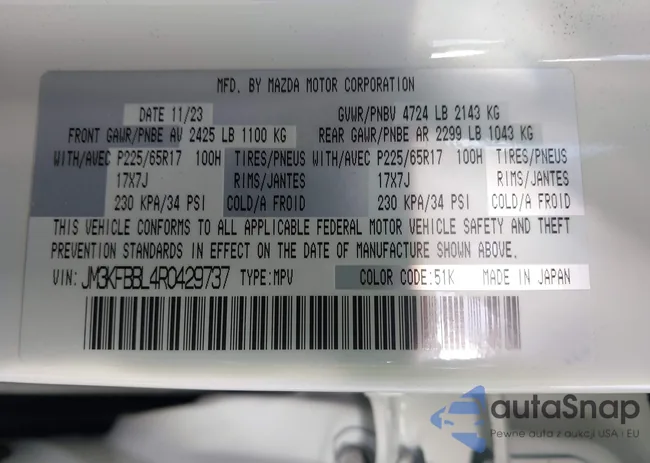 MFD. BY MAZDA MOTOR CORPORATION
DATE 11/23 GVWR/PNBV 4724 LB 2143 KG
FRONT GAWR/PNBE AV 2425 LB 1100 KG REAR GAWR/PNBE AR 2299 LB 1043 KG
WITH/AVEC P225/65R17 100H TIRES/PNEUS WITH/AVEC P225/65R17 100H TIRES/PNEUS
17X7J RIMS/JANTES 17X7J RIMS/JANTES
230 KPA/34 PSI COLD/A FROID 230 KPA/34 PSI COLD/A FROID
THIS VEHICLE CONFORMS TO ALL APPLICABLE FEDERAL MOTOR VEHICLE SAFETY AND THEFT
PREVENTION STANDARDS IN EFFECT ON THE DATE OF MANUFACTURE SHOWN ABOVE.
VIN: JM3KFBBL4R0429737 TYPE:MPV COLOR CODE:51K MADE IN JAPAN
autaSnap
Pewne auta z aukcji USA i EU